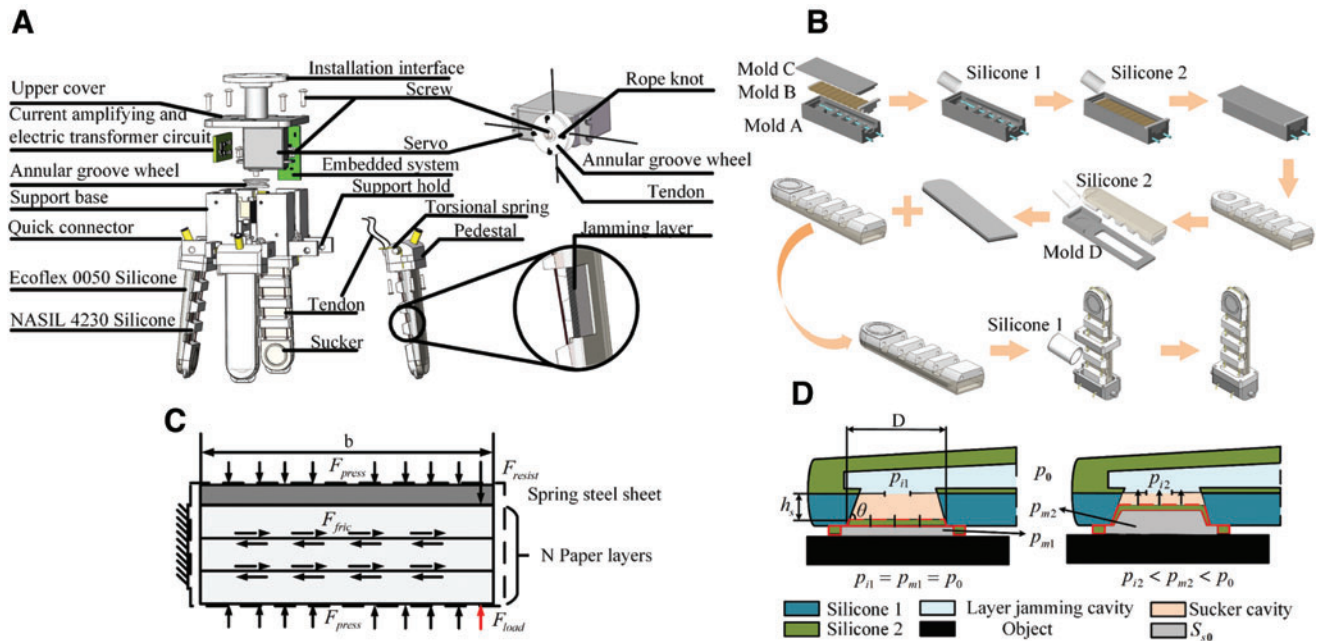 A
Installation interface
Upper cover
Screw
Rope knot
Current amplifying and
electric transformer circuit
Servo
Embedded system
Annular groove wheel
Annular groove wheel
Support hold
Tendon
Support base
Torsional spring
Quick connector
Pedestal
Jamming layer
Ecoflex 0050 Silicone
Tendon
NASIL 4230 Silicone
Sucker
B
Mold C
Mold B
Mold A
Silicone 1
Silicone 2
Silicone 2
Mold D
Silicone 1
C
b
F_press
F_resist
Spring steel sheet
F_fric
N Paper layers
F_press
F_load
D
D
p_i1
p_0
p_i2
h_s
θ
p_m2
p_m1
p_i1 = p_m1 = p_0
p_i2 < p_m2 < p_0
Silicone 1
Layer jamming cavity
Sucker cavity
Silicone 2
Object
S_s0